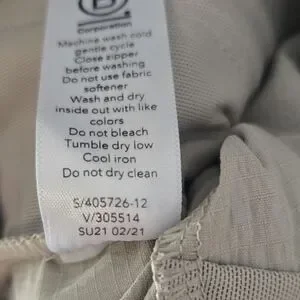 B
Corporation
Machine wash cold
gentle cycle
Close zipper
before washing
Do not use fabric
softener
Wash and dry
inside out with like
colors
Do not bleach
Tumble dry low
Cool iron
Do not dry clean
S/405726-12
V/305514
SU21 02/21